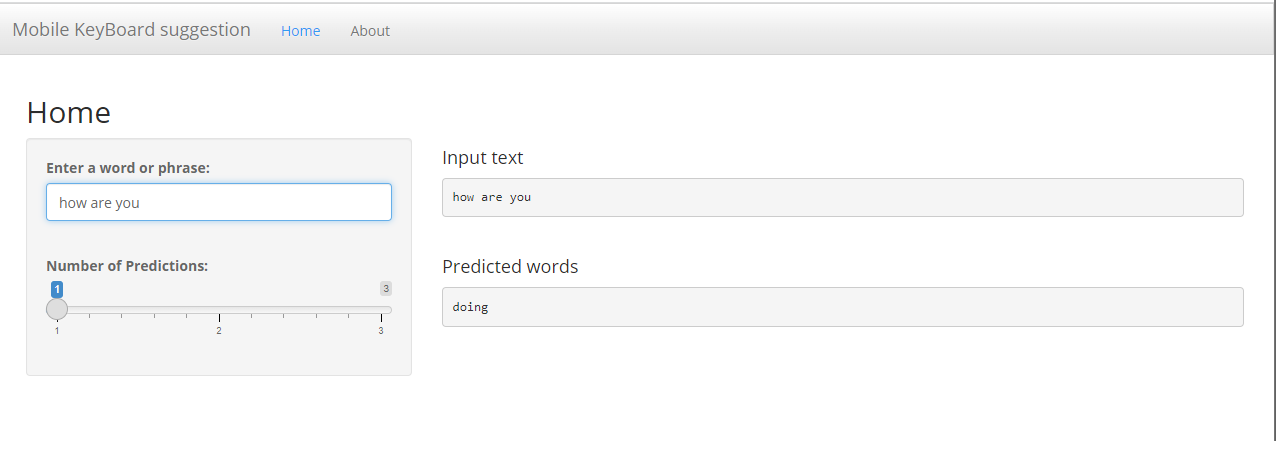 Mobile KeyBoard suggestion Home About
Home
Enter a word or phrase:
how are you
Number of Predictions:
1 3
1 2 3
Input text
how are you
Predicted words
doing